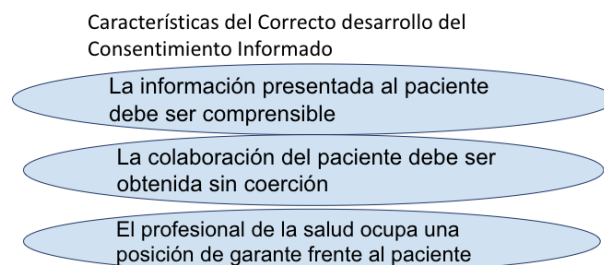 Características del Correcto desarrollo del
Consentimiento Informado
La información presentada al paciente
debe ser comprensible
La colaboración del paciente debe ser
obtenida sin coerción
El profesional de la salud ocupa una
posición de garante frente al paciente